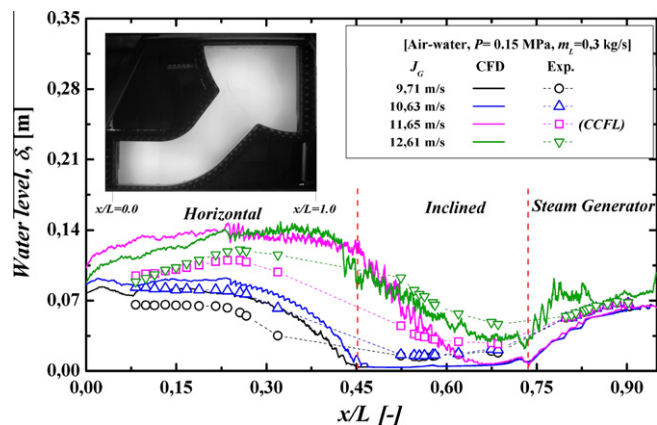 [Air-water, P= 0.15 MPa, m_L=0,3 kg/s]
J_G CFD Exp.
9,71 m/s
10,63 m/s
11,65 m/s (CCFL)
12,61 m/s
x/L=0.0 x/L=1.0
Horizontal Inclined Steam Generator
Water level, δ, [m]
0,35
0,28
0,21
0,14
0,07
0,00
0,00 0,15 0,30 0,45 0,60 0,75 0,90
x/L [-]